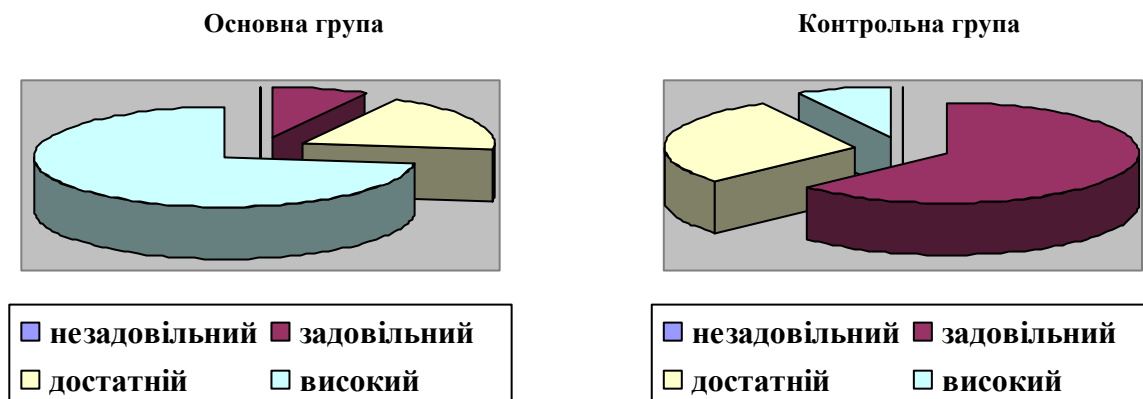 Основна група
Контрольна група
незадовільний задовільний
достатній високий
незадовільний задовільний
достатній високий